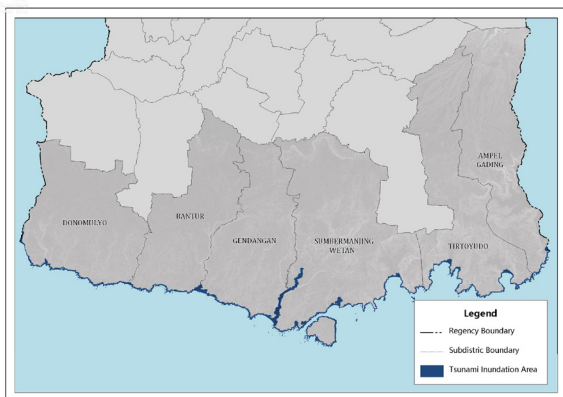 AMPEL
GADING
DONOMULYO
BANTUR
GENDANGAN
SUMBERMANJING
WETAN
TIRTOYUDO
Legend
Regency Boundary
Subdistric Boundary
Tsunami Inundation Area